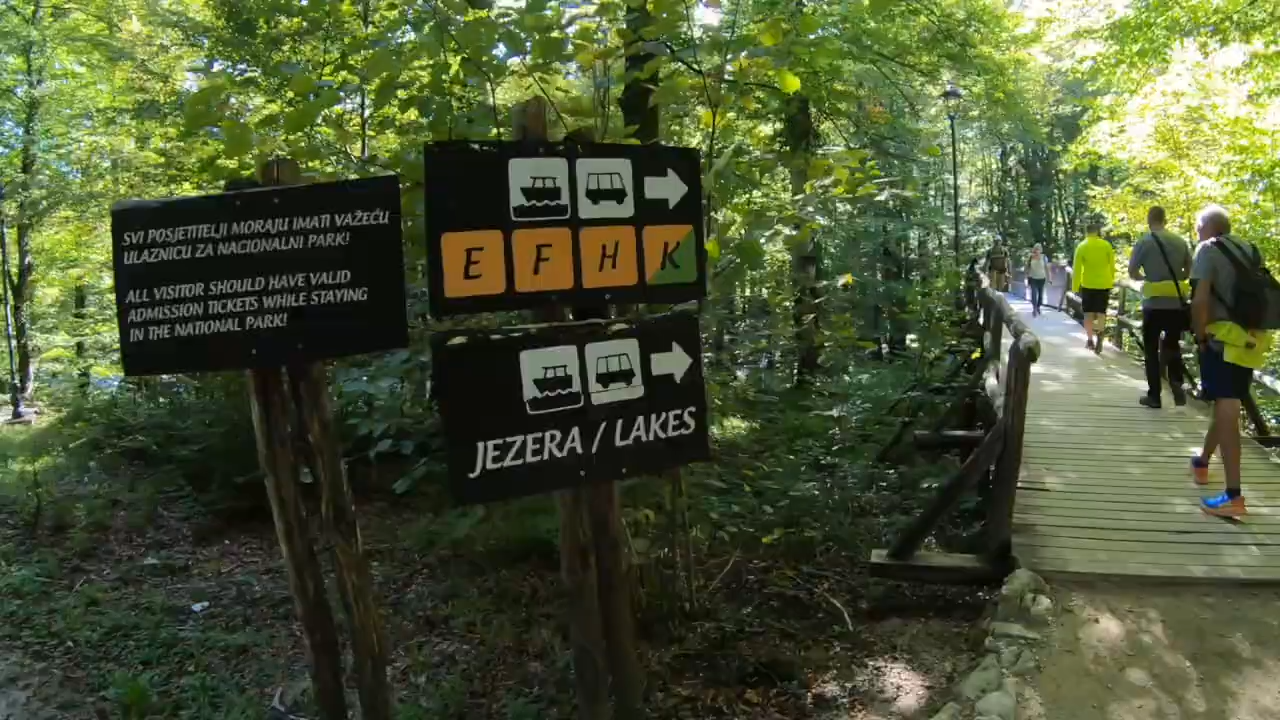 SVI POSJETITELJI MORAJU IMATI VAŽEĆU
ULAZNICU ZA NACIONALNI PARK!
ALL VISITOR SHOULD HAVE VALID
ADMISSION TICKETS WHILE STAYING
IN THE NATIONAL PARK!
E F H K
JEZERA / LAKES